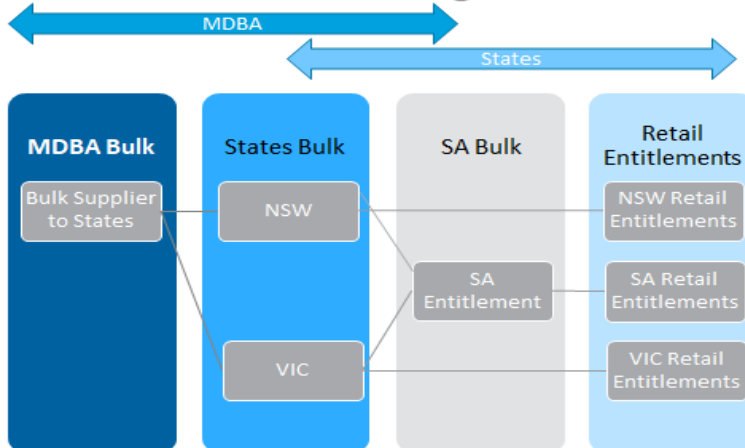 MDBA
States
MDBA Bulk
States Bulk
SA Bulk
Retail
Entitlements
Bulk Supplier
to States
NSW
NSW Retail
Entitlements
SA
Entitlement
SA Retail
Entitlements
VIC
VIC Retail
Entitlements